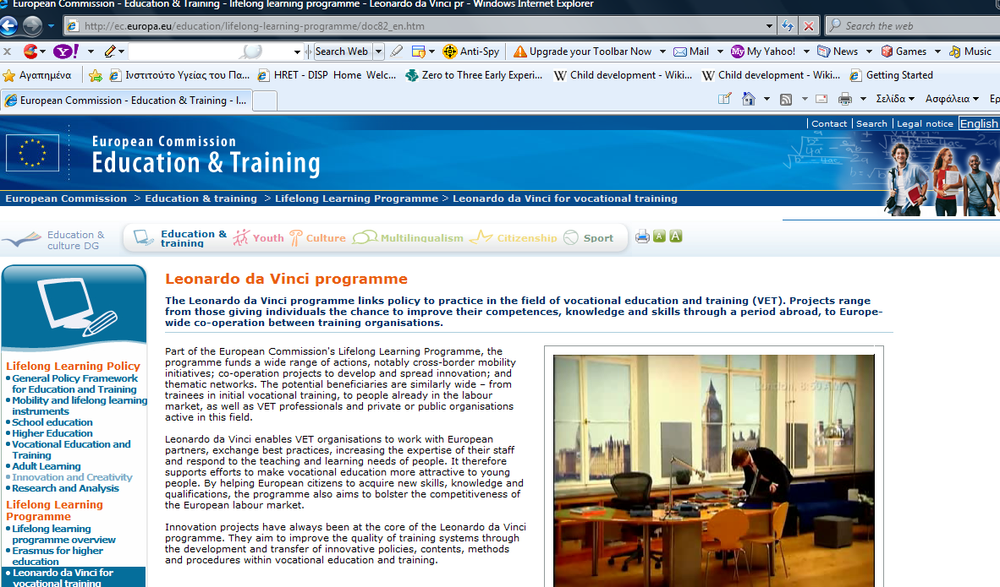 European Commission - Education & Training - lifelong learning programme - Leonardo da Vinci pr - Windows Internet Explorer
http://ec.europa.eu/education/lifelong-learning-programme/doc82_en.htm
Search the web
Y!
Search Web
Anti-Spy
Upgrade your Toolbar Now
Mail
My Yahoo!
News
Games
Music
Αγαπημένα
Ινστιτούτο Υγείας του Πα...
HRET - DISP Home Welc...
Zero to Three Early Experi...
Child development - Wiki...
Child development - Wiki...
Getting Started
European Commission - Education & Training - l...
Σελίδα
Ασφάλεια
Ερ
Contact | Search | Legal notice
English
European Commission
Education & Training
European Commission > Education & training > Lifelong Learning Programme > Leonardo da Vinci for vocational training
Education &
culture DG
Education &
training
Youth
Culture
Multilingualism
Citizenship
Sport
A
A
Lifelong Learning Policy
General Policy Framework
for Education and Training
Mobility and lifelong learning
instruments
School education
Higher Education
Vocational Education and
Training
Adult Learning
Innovation and Creativity
Research and Analysis
Lifelong Learning
Programme
Lifelong learning
programme overview
Erasmus for higher
education
Leonardo da Vinci for
vocational training
Leonardo da Vinci programme
The Leonardo da Vinci programme links policy to practice in the field of vocational education and training (VET). Projects range
from those giving individuals the chance to improve their competences, knowledge and skills through a period abroad, to Europe-
wide co-operation between training organisations.
Part of the European Commission's Lifelong Learning Programme, the
programme funds a wide range of actions, notably cross-border mobility
initiatives; co-operation projects to develop and spread innovation; and
thematic networks. The potential beneficiaries are similarly wide – from
trainees in initial vocational training, to people already in the labour
market, as well as VET professionals and private or public organisations
active in this field.
Leonardo da Vinci enables VET organisations to work with European
partners, exchange best practices, increasing the expertise of their staff
and respond to the teaching and learning needs of people. It therefore
supports efforts to make vocational education more attractive to young
people. By helping European citizens to acquire new skills, knowledge and
qualifications, the programme also aims to bolster the competitiveness of
the European labour market.
Innovation projects have always been at the core of the Leonardo da Vinci
programme. They aim to improve the quality of training systems through
the development and transfer of innovative policies, contents, methods
and procedures within vocational education and training.
London, 8:50 AM